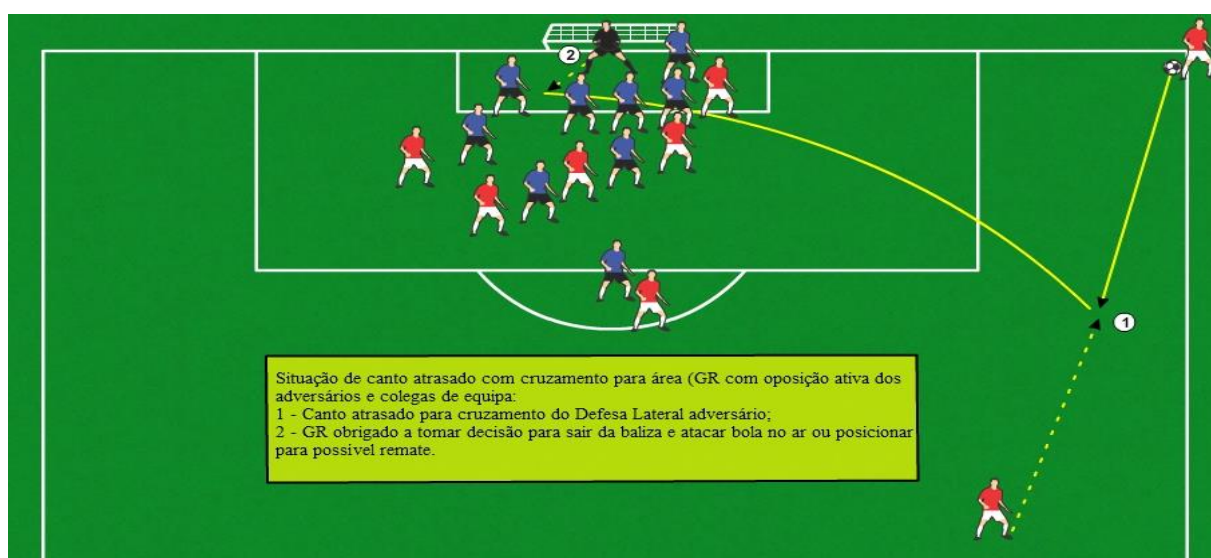 2
1
Situação de canto atrasado com cruzamento para área (GR com oposição ativa dos
adversários e colegas de equipa:
1 - Canto atrasado para cruzamento do Defesa Lateral adversário;
2 - GR obrigado a tomar decisão para sair da baliza e atacar bola no ar ou posicionar
para possível remate.